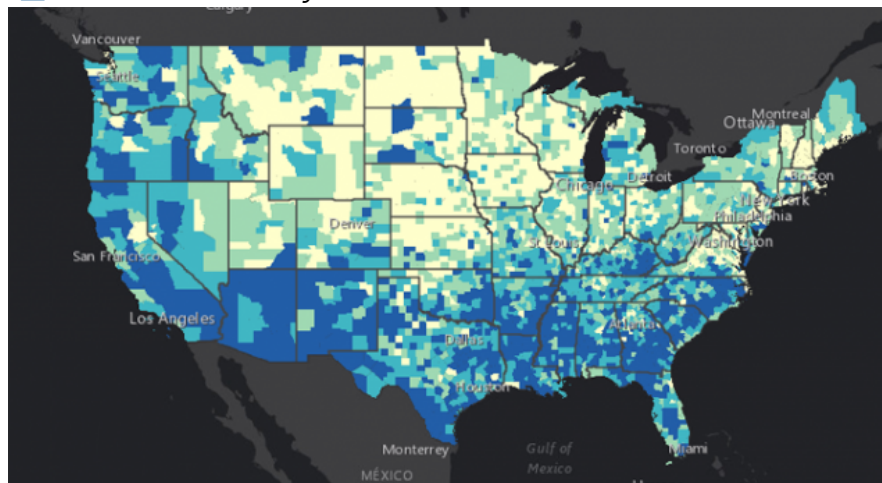 Calgary
Vancouver
Seattle
Montreal
Ottawa
Toronto
Boston
Detroit
Chicago
New York
Philadelphia
Denver
St Louis
Washington
San Francisco
Los Angeles
Atlanta
Dallas
Houston
Monterrey
Gulf of
Mexico
Miami
MÉXICO